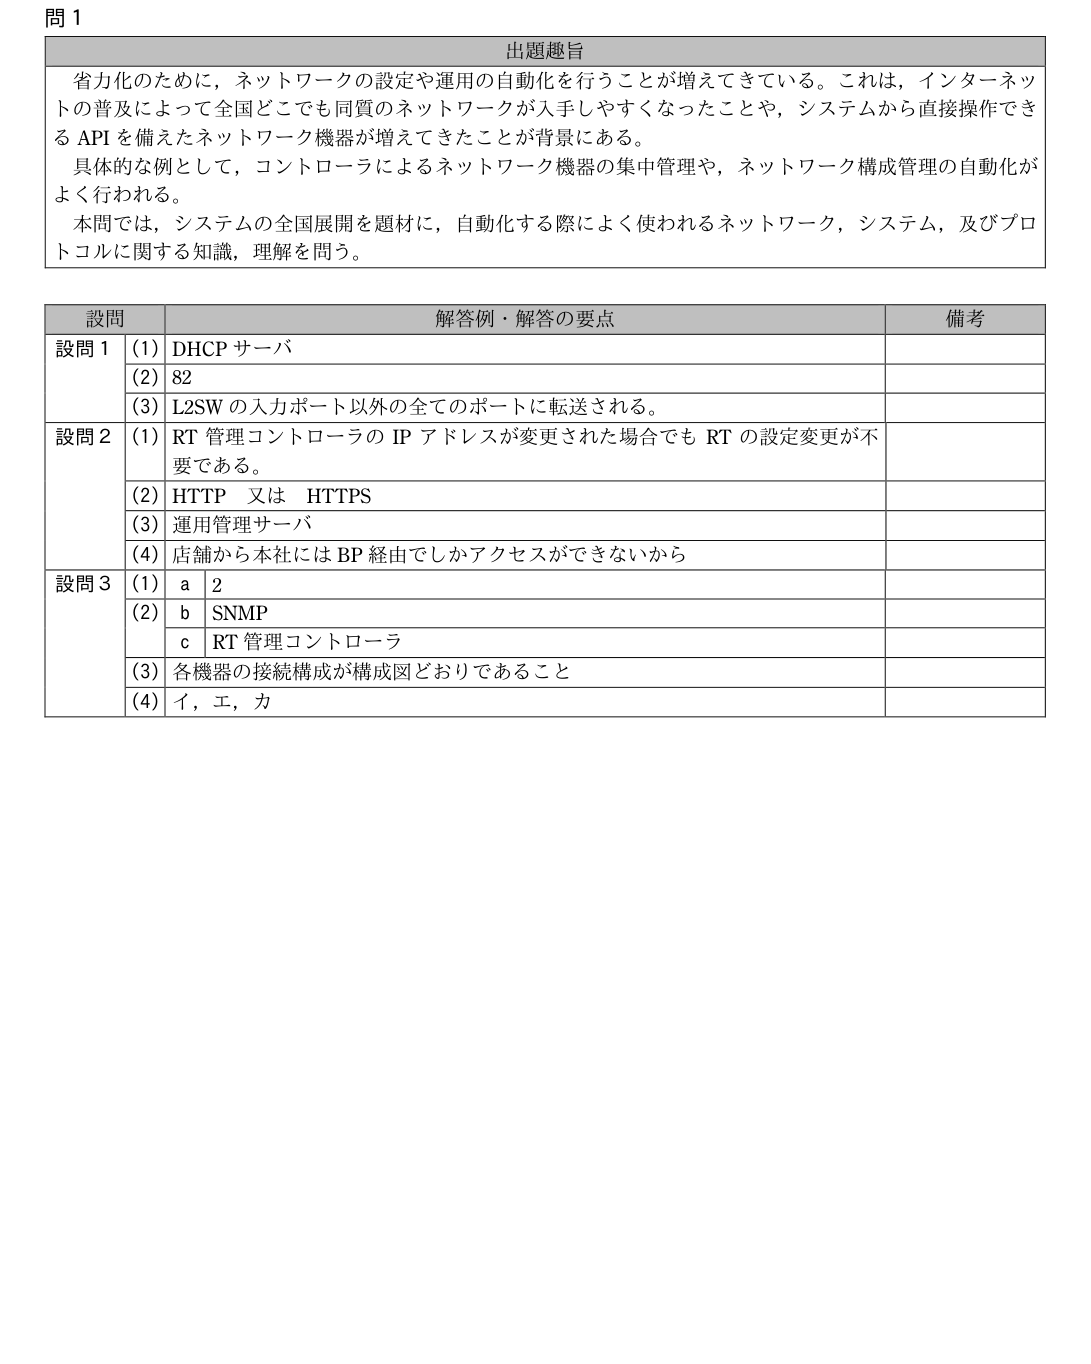 問1
出題趣旨
省力化のために，ネットワークの設定や運用の自動化を行うことが増えてきている。これは，インターネッ
トの普及によって全国どこでも同質のネットワークが入手しやすくなったことや，システムから直接操作でき
る API を備えたネットワーク機器が増えてきたことが背景にある。
具体的な例として，コントローラによるネットワーク機器の集中管理や，ネットワーク構成管理の自動化が
よく行われる。
本問では，システムの全国展開を題材に，自動化する際によく使われるネットワーク，システム，及びプロ
トコルに関する知識，理解を問う。
設問 解答例・解答の要点 備考
設問1 (1) DHCP サーバ
(2) 82
(3) L2SW の入力ポート以外の全てのポートに転送される。
設問2 (1) RT 管理コントローラの IP アドレスが変更された場合でも RT の設定変更が不
要である。
(2) HTTP 又は HTTPS
(3) 運用管理サーバ
(4) 店舗から本社には BP 経由でしかアクセスができないから
設問3 (1) a 2
(2) b SNMP
c RT 管理コントローラ
(3) 各機器の接続構成が構成図どおりであること
(4) イ，エ，カ